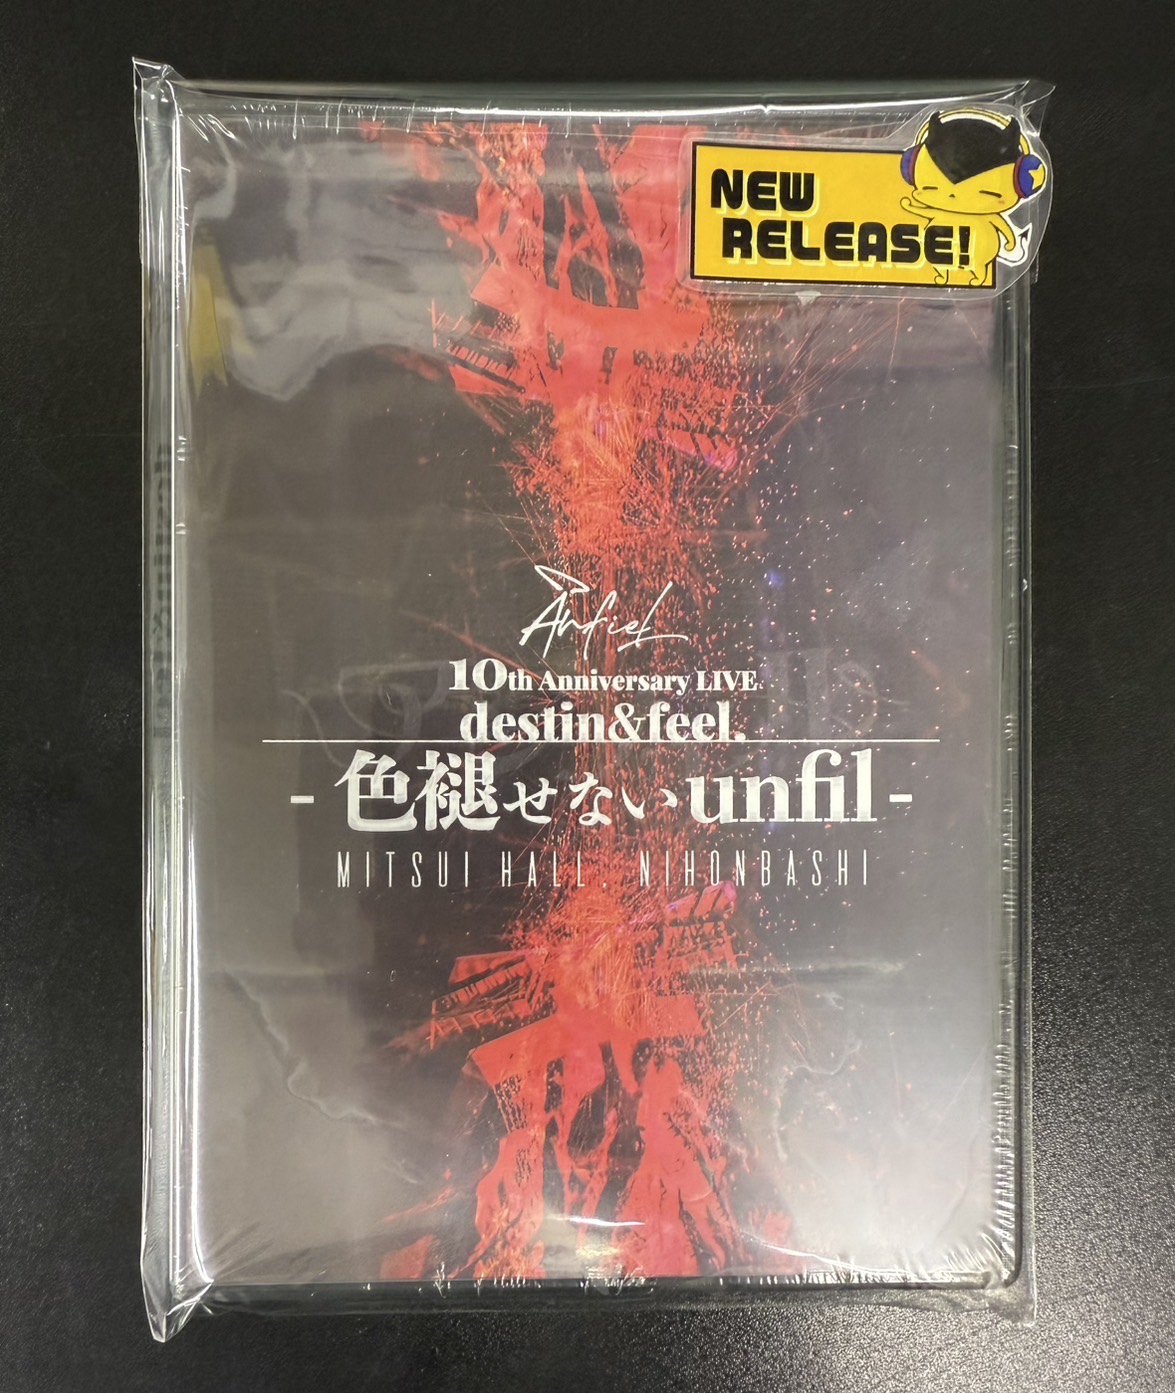 NEW
RELEASE!
Anfiel
10th Anniversary LIVE
destin&feel.
- 色褪せないunfil -
MITSUI HALL, NIHONBASHI